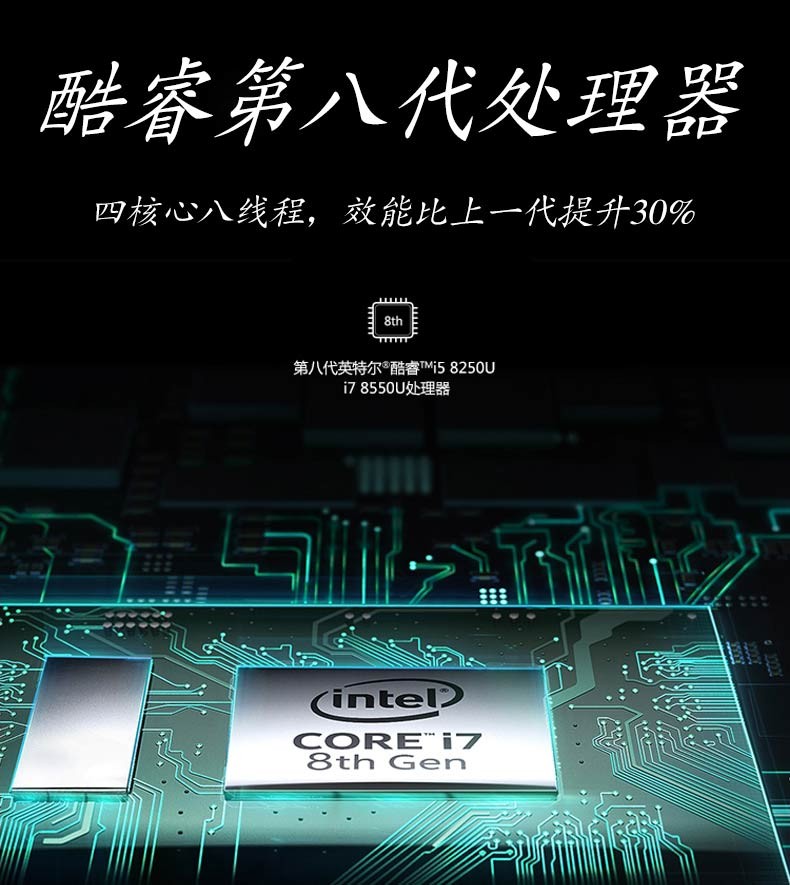 酷睿第八代处理器
四核心八线程，效能比上一代提升30%
8th
第八代英特尔®酷睿™i5 8250U
i7 8550U处理器
intel®
CORE™ i7
8th Gen